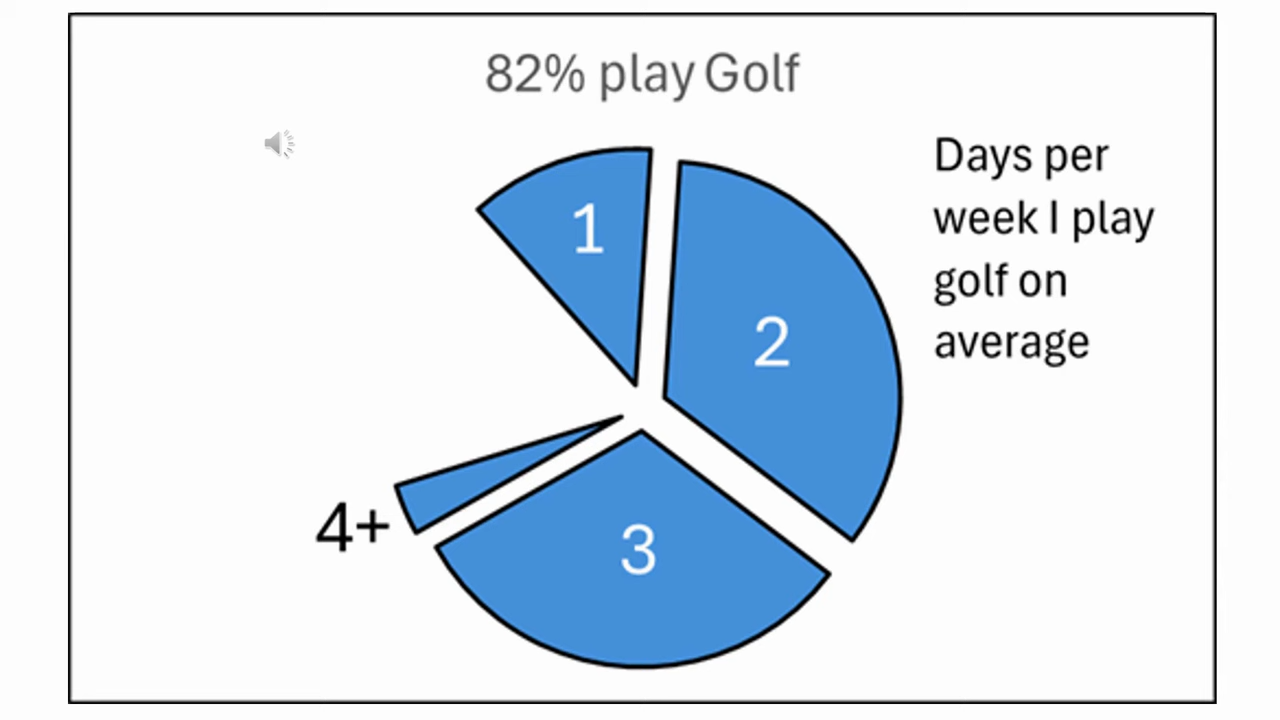 82% play Golf
Days per
week I play
golf on
average
1
2
3
4+